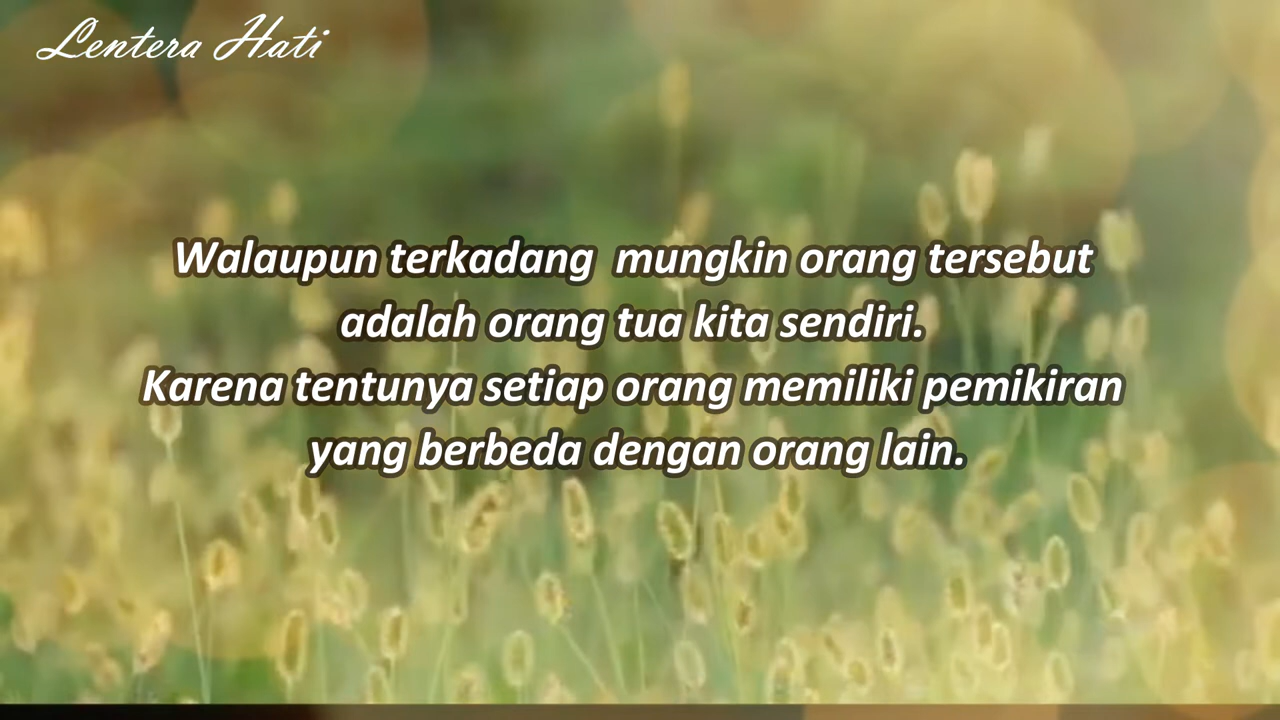 Lentera Hati
Walaupun terkadang  mungkin orang tersebut
adalah orang tua kita sendiri.
Karena tentunya setiap orang memiliki pemikiran
yang berbeda dengan orang lain.